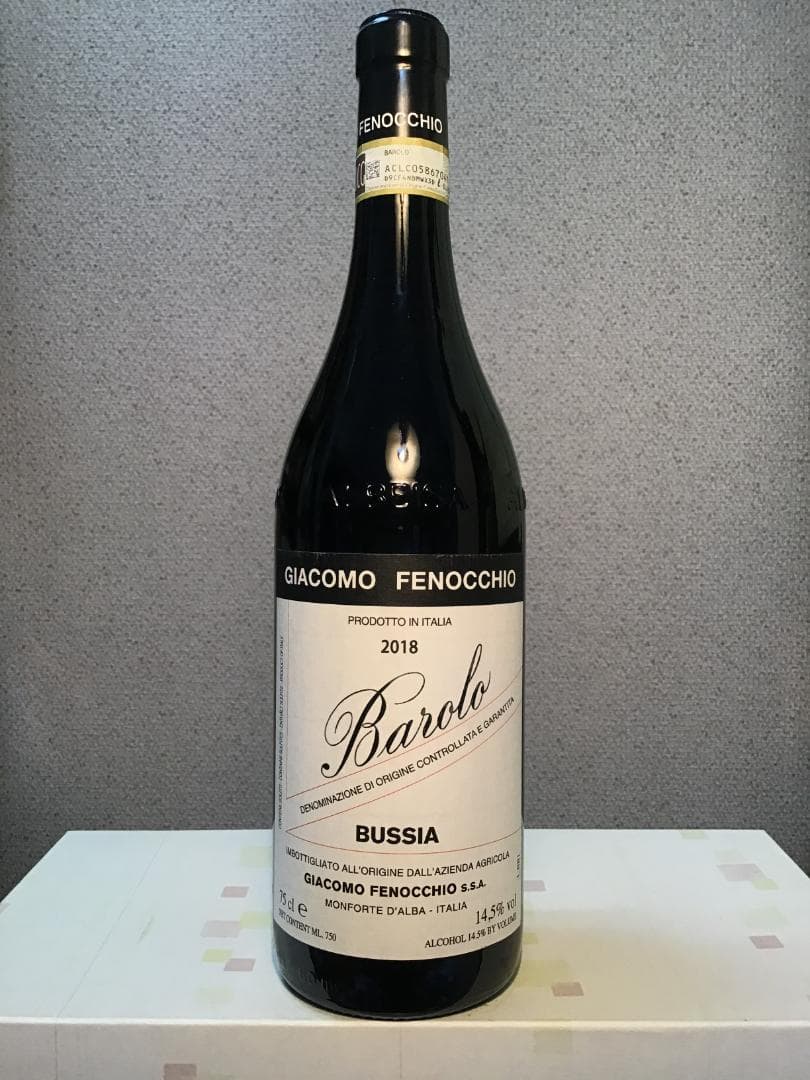 FENOCCHIO
BAROLO
GIACOMO FENOCCHIO
PRODOTTO IN ITALIA
2018
Barolo
DENOMINAZIONE DI ORIGINE CONTROLLATA E GARANTITA
BUSSIA
IMBOTTIGLIATO ALL'ORIGINE DALL'AZIENDA AGRICOLA
GIACOMO FENOCCHIO S.S.A.
MONFORTE D'ALBA - ITALIA
75 cl e
NET CONTENT ML. 750
14,5% vol
ALCOHOL 14.5% BY VOLUME